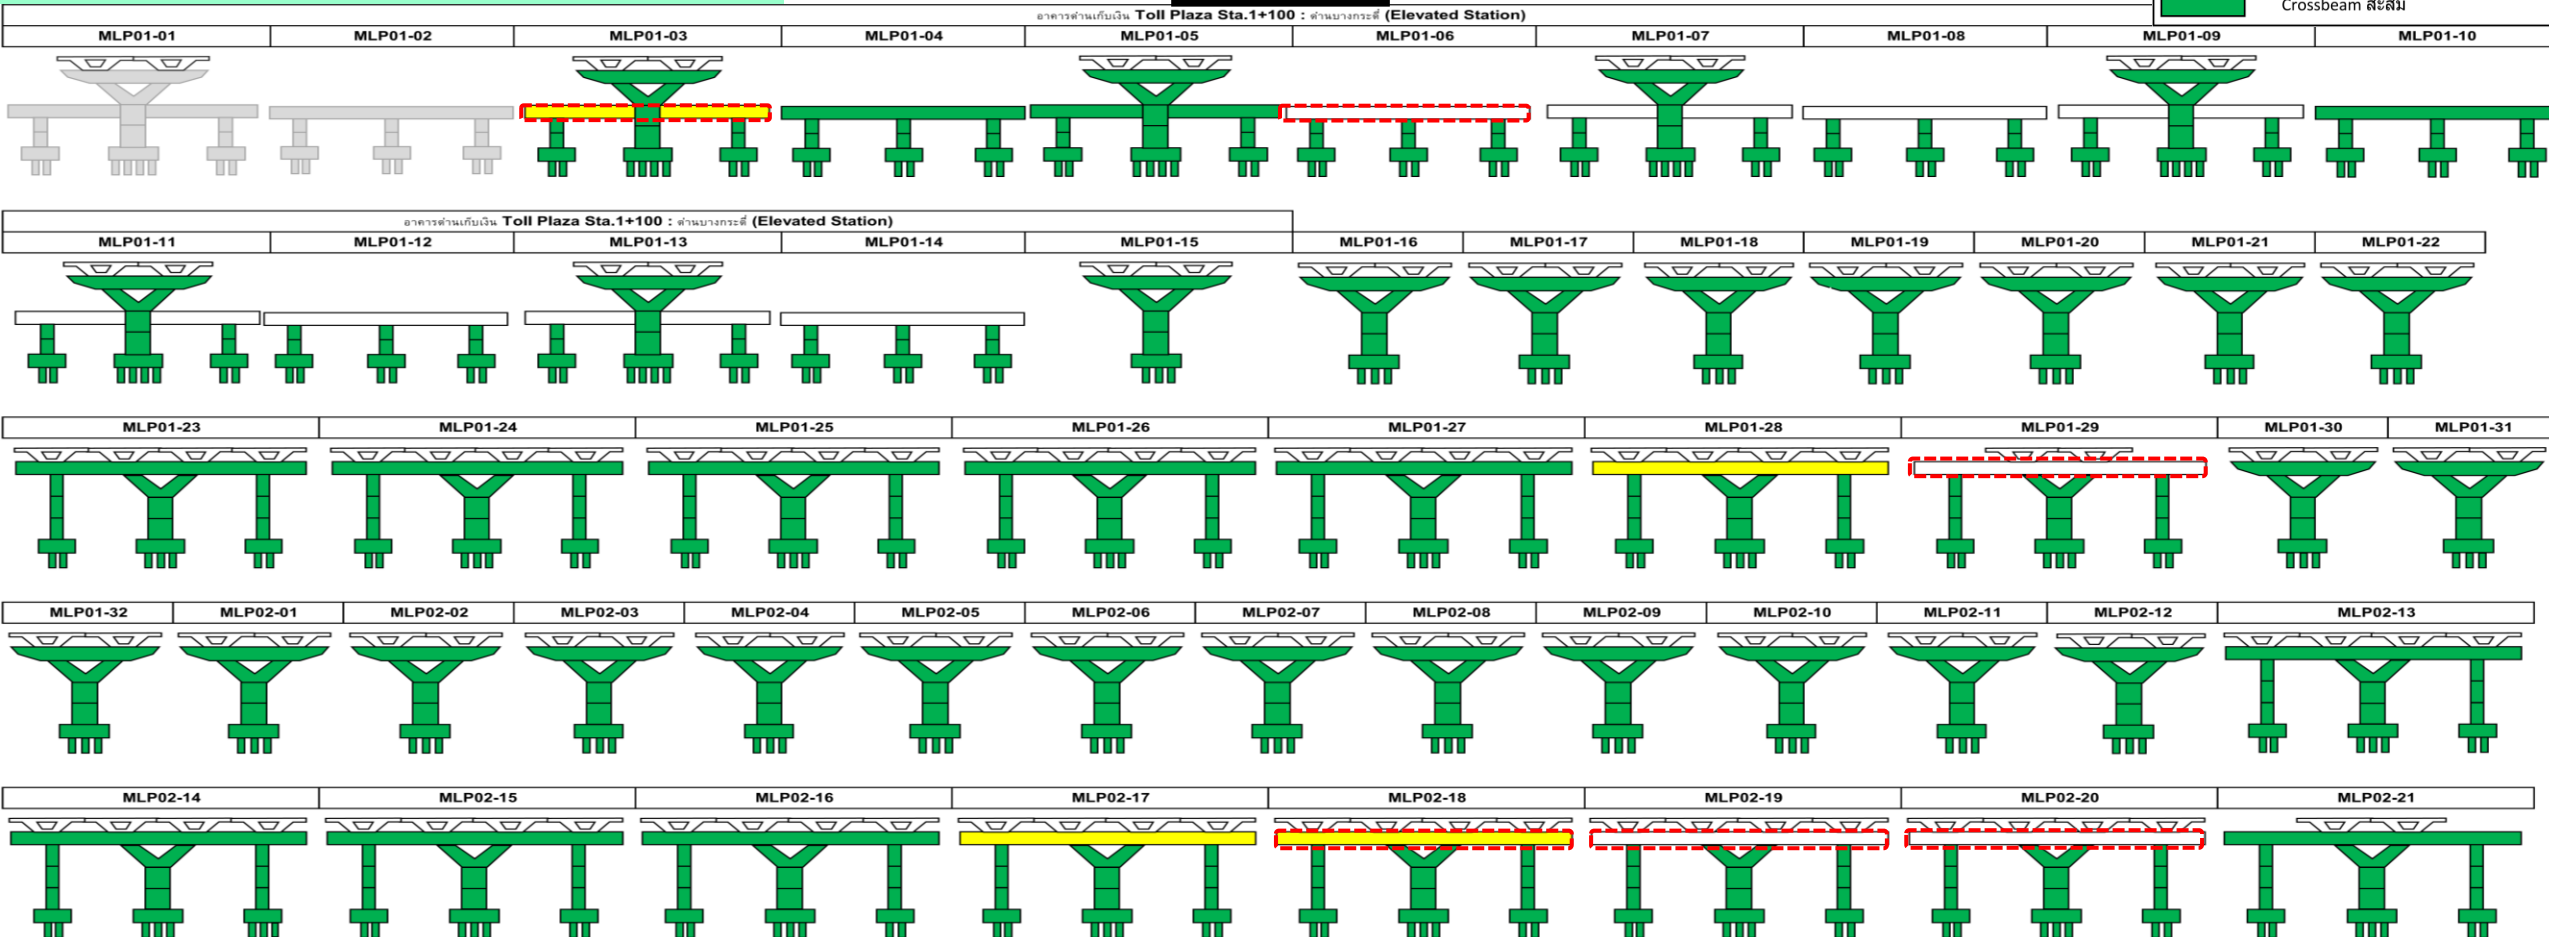 Crossbeam สะสม
อาคารด่านเก็บเงิน Toll Plaza Sta.1+100 : ด่านบางกระดี่ (Elevated Station)
MLP01-01 MLP01-02 MLP01-03 MLP01-04 MLP01-05 MLP01-06 MLP01-07 MLP01-08 MLP01-09 MLP01-10
อาคารด่านเก็บเงิน Toll Plaza Sta.1+100 : ด่านบางกระดี่ (Elevated Station)
MLP01-11 MLP01-12 MLP01-13 MLP01-14 MLP01-15 MLP01-16 MLP01-17 MLP01-18 MLP01-19 MLP01-20 MLP01-21 MLP01-22
MLP01-23 MLP01-24 MLP01-25 MLP01-26 MLP01-27 MLP01-28 MLP01-29 MLP01-30 MLP01-31
MLP01-32 MLP02-01 MLP02-02 MLP02-03 MLP02-04 MLP02-05 MLP02-06 MLP02-07 MLP02-08 MLP02-09 MLP02-10 MLP02-11 MLP02-12 MLP02-13
MLP02-14 MLP02-15 MLP02-16 MLP02-17 MLP02-18 MLP02-19 MLP02-20 MLP02-21